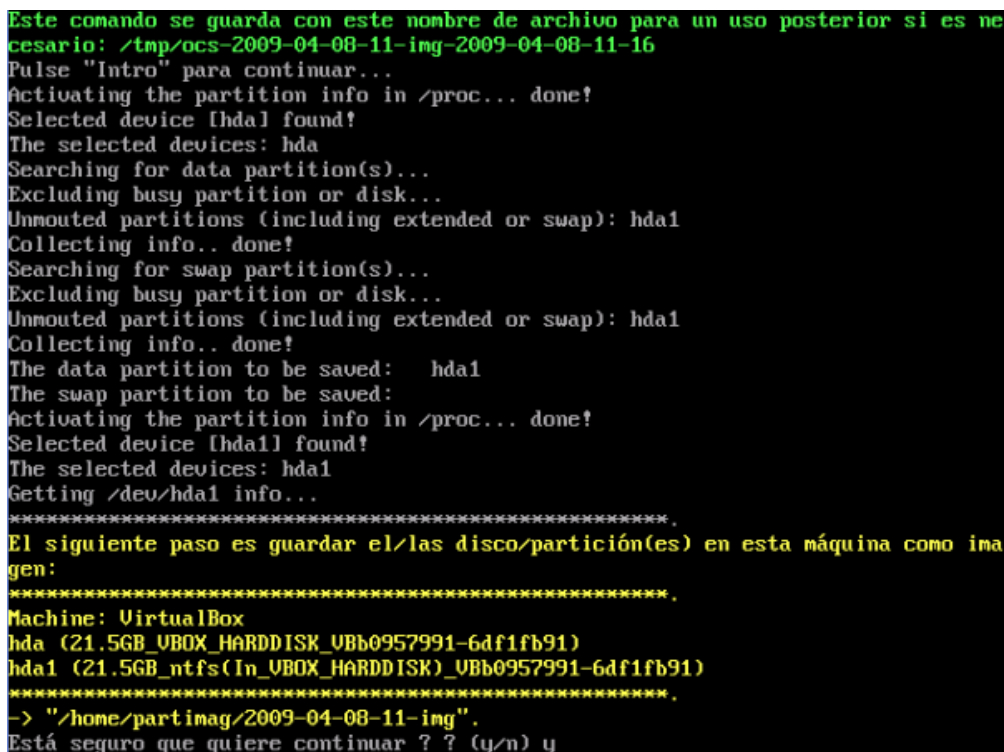 Este comando se guarda con este nombre de archivo para un uso posterior si es ne
cesario: /tmp/ocs-2009-04-08-11-img-2009-04-08-11-16
Pulse "Intro" para continuar...
Activating the partition info in /proc... done!
Selected device [hda] found!
The selected devices: hda
Searching for data partition(s)...
Excluding busy partition or disk...
Unmouted partitions (including extended or swap): hda1
Collecting info.. done!
Searching for swap partition(s)...
Excluding busy partition or disk...
Unmouted partitions (including extended or swap): hda1
Collecting info.. done!
The data partition to be saved:   hda1
The swap partition to be saved:
Activating the partition info in /proc... done!
Selected device [hda1] found!
The selected devices: hda1
Getting /dev/hda1 info...
*****************************************************.
El siguiente paso es guardar el/las disco/partición(es) en esta máquina como ima
gen:
*****************************************************.
Machine: VirtualBox
hda (21.5GB_VBOX_HARDDISK_VBb0957991-6df1fb91)
hda1 (21.5GB_ntfs(In_VBOX_HARDDISK)_VBb0957991-6df1fb91)
*****************************************************.
-> "/home/partimag/2009-04-08-11-img".
Está seguro que quiere continuar ? ? (y/n) y